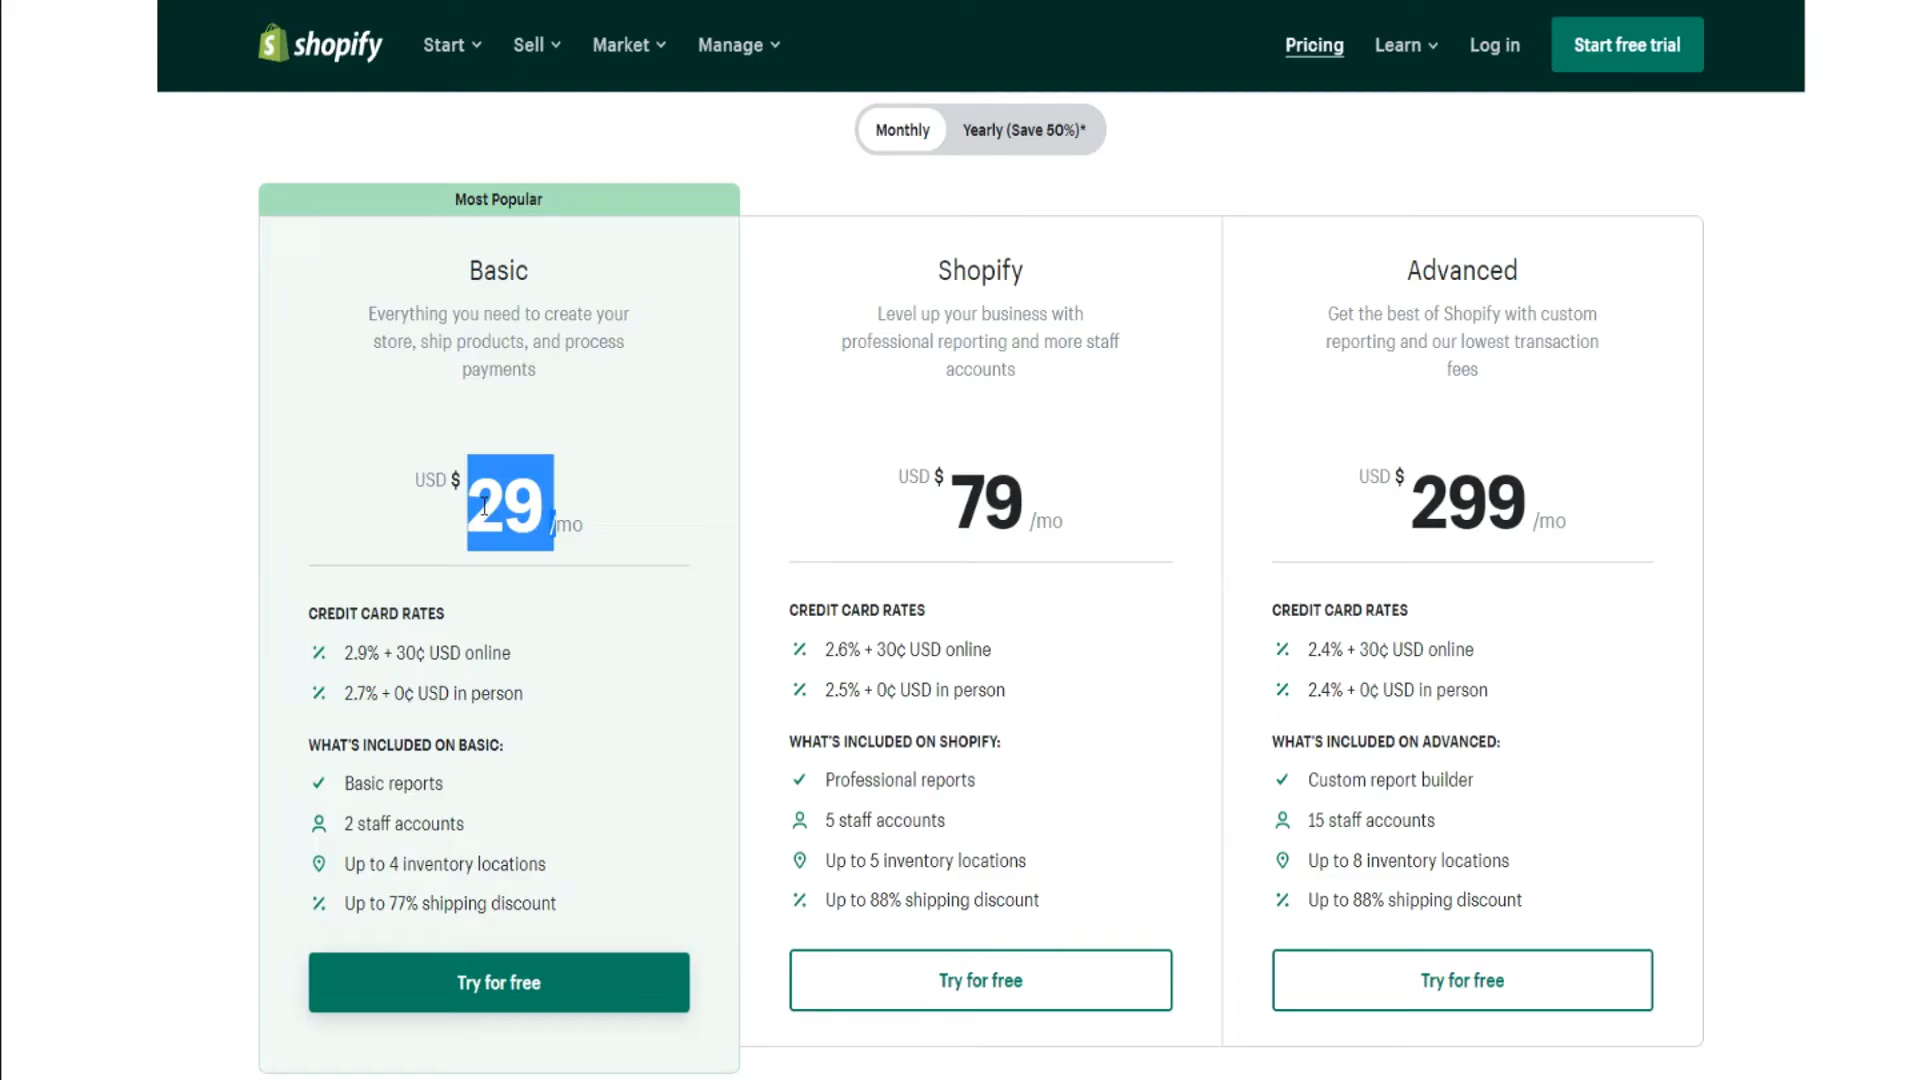 shopify
Start
Sell
Market
Manage
Pricing
Learn
Log in
Start free trial
Monthly
Yearly (Save 50%)*
Most Popular
Basic
Everything you need to create your
store, ship products, and process
payments
USD $ 29 /mo
CREDIT CARD RATES
2.9% + 30¢ USD online
2.7% + 0¢ USD in person
WHAT'S INCLUDED ON BASIC:
Basic reports
2 staff accounts
Up to 4 inventory locations
Up to 77% shipping discount
Try for free
Shopify
Level up your business with
professional reporting and more staff
accounts
USD $ 79 /mo
CREDIT CARD RATES
2.6% + 30¢ USD online
2.5% + 0¢ USD in person
WHAT'S INCLUDED ON SHOPIFY:
Professional reports
5 staff accounts
Up to 5 inventory locations
Up to 88% shipping discount
Try for free
Advanced
Get the best of Shopify with custom
reporting and our lowest transaction
fees
USD $ 299 /mo
CREDIT CARD RATES
2.4% + 30¢ USD online
2.4% + 0¢ USD in person
WHAT'S INCLUDED ON ADVANCED:
Custom report builder
15 staff accounts
Up to 8 inventory locations
Up to 88% shipping discount
Try for free